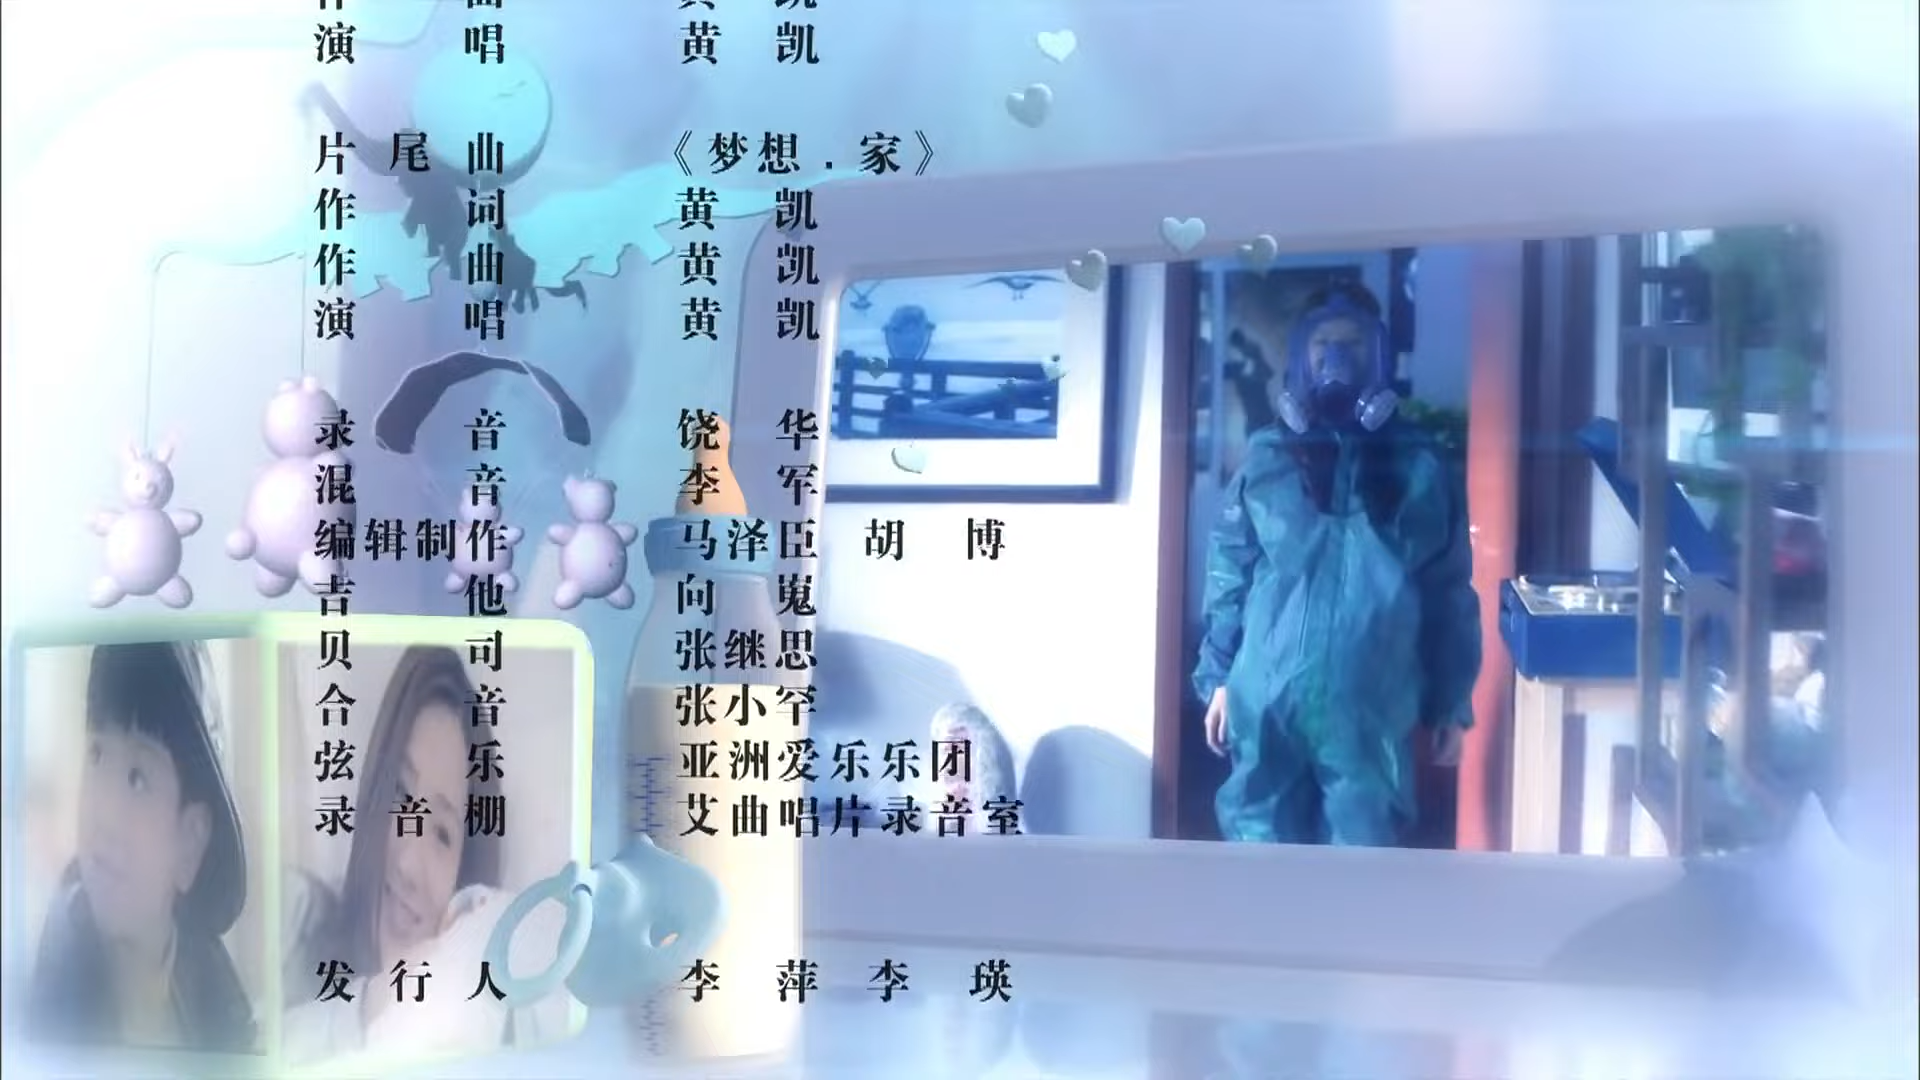 演唱 黄凯
片尾曲 《梦想.家》
作词 黄凯
作曲 黄凯
演唱 黄凯
录音 饶华
混音 李军
编辑制作 马泽臣 胡博
吉他 向嵬
贝司 张继思
合音 张小罕
弦乐 亚洲爱乐乐团
录音棚 艾曲唱片录音室
发行人 李萍 李瑛